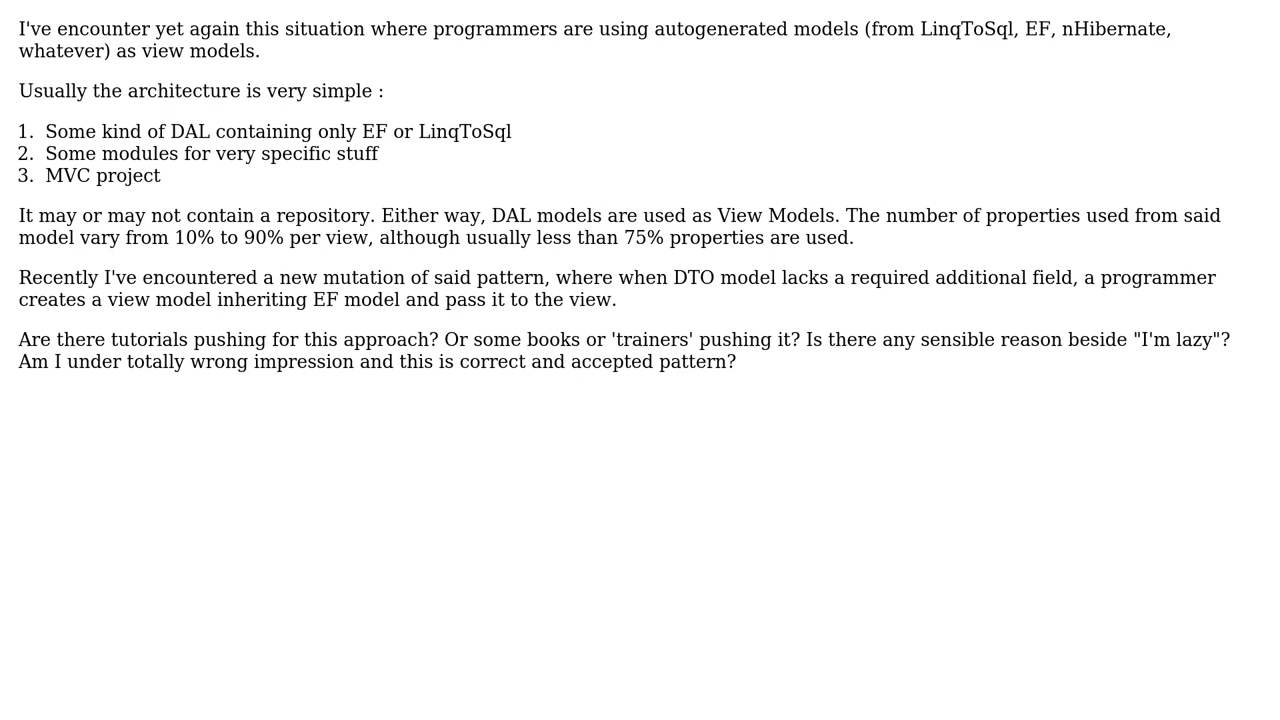 I've encounter yet again this situation where programmers are using autogenerated models (from LinqToSql, EF, nHibernate,
whatever) as view models.
Usually the architecture is very simple :
1. Some kind of DAL containing only EF or LinqToSql
2. Some modules for very specific stuff
3. MVC project
It may or may not contain a repository. Either way, DAL models are used as View Models. The number of properties used from said
model vary from 10% to 90% per view, although usually less than 75% properties are used.
Recently I've encountered a new mutation of said pattern, where when DTO model lacks a required additional field, a programmer
creates a view model inheriting EF model and pass it to the view.
Are there tutorials pushing for this approach? Or some books or 'trainers' pushing it? Is there any sensible reason beside "I'm lazy"?
Am I under totally wrong impression and this is correct and accepted pattern?